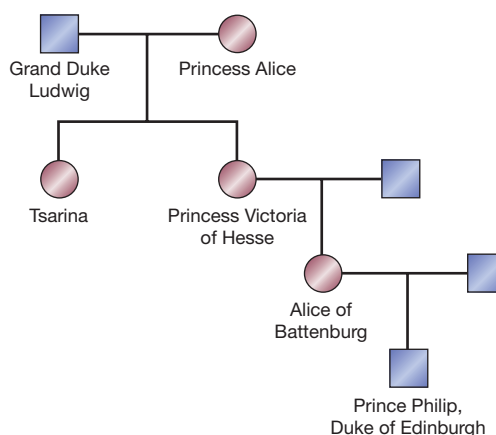 Grand Duke
Ludwig
Princess Alice
Tsarina
Princess Victoria
of Hesse
Alice of
Battenburg
Prince Philip,
Duke of Edinburgh